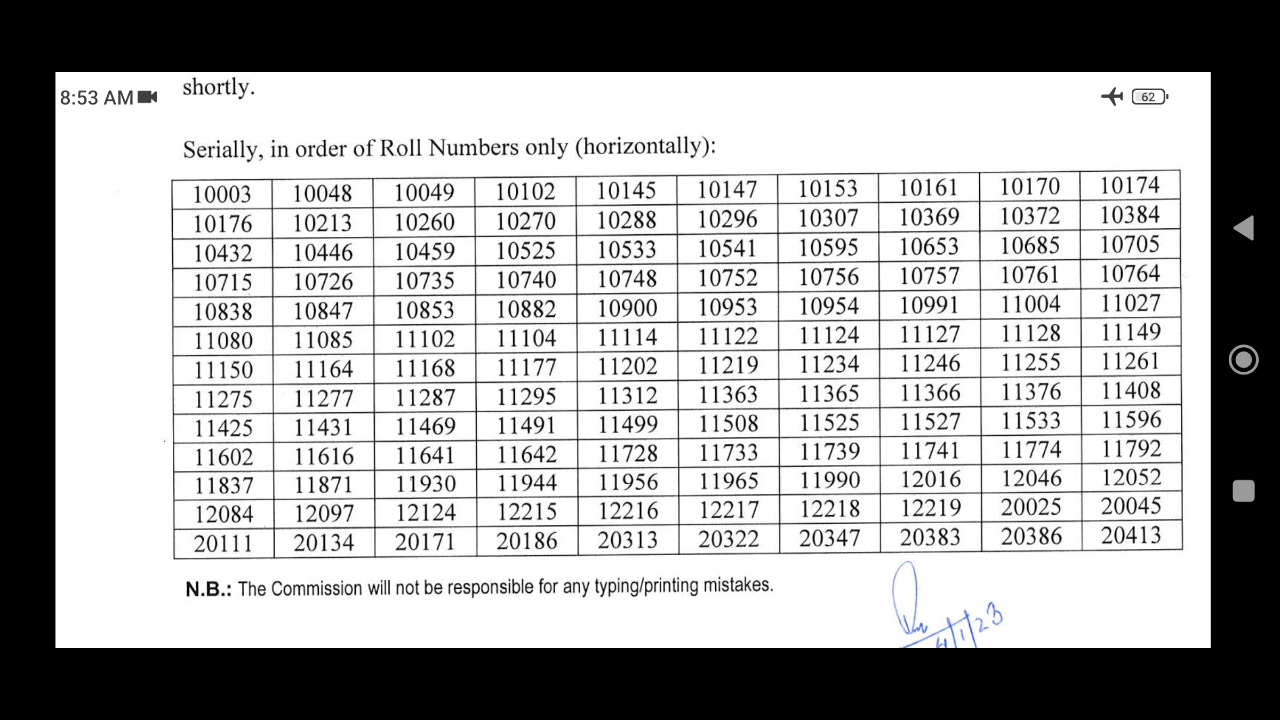 shortly.
8:53 AM
62
Serially, in order of Roll Numbers only (horizontally):
10003 10048 10049 10102 10145 10147 10153 10161 10170 10174
10176 10213 10260 10270 10288 10296 10307 10369 10372 10384
10432 10446 10459 10525 10533 10541 10595 10653 10685 10705
10715 10726 10735 10740 10748 10752 10756 10757 10761 10764
10838 10847 10853 10882 10900 10953 10954 10991 11004 11027
11080 11085 11102 11104 11114 11122 11124 11127 11128 11149
11150 11164 11168 11177 11202 11219 11234 11246 11255 11261
11275 11277 11287 11295 11312 11363 11365 11366 11376 11408
11425 11431 11469 11491 11499 11508 11525 11527 11533 11596
11602 11616 11641 11642 11728 11733 11739 11741 11774 11792
11837 11871 11930 11944 11956 11965 11990 12016 12046 12052
12084 12097 12124 12215 12216 12217 12218 12219 20025 20045
20111 20134 20171 20186 20313 20322 20347 20383 20386 20413
N.B.: The Commission will not be responsible for any typing/printing mistakes.
4/1/23